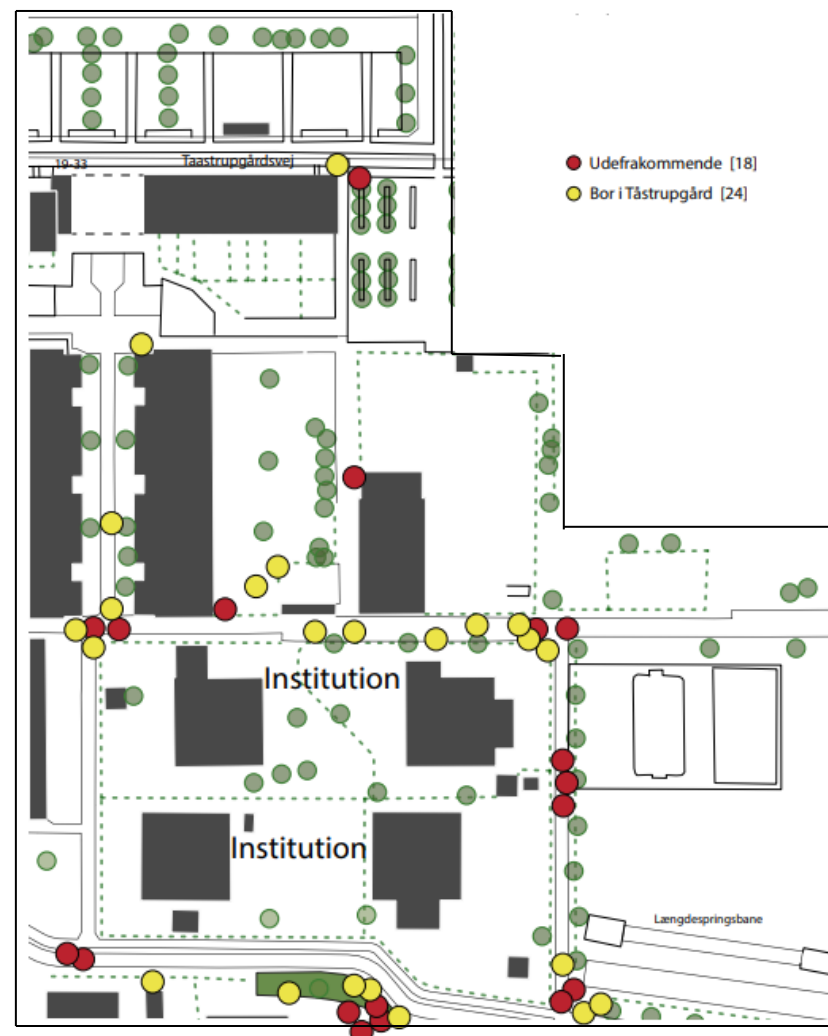 19-33
Taastrupgårdsvej
Udefrakommende [18]
Bor i Tåstrupgård [24]
Institution
Institution
Længdespringsbane